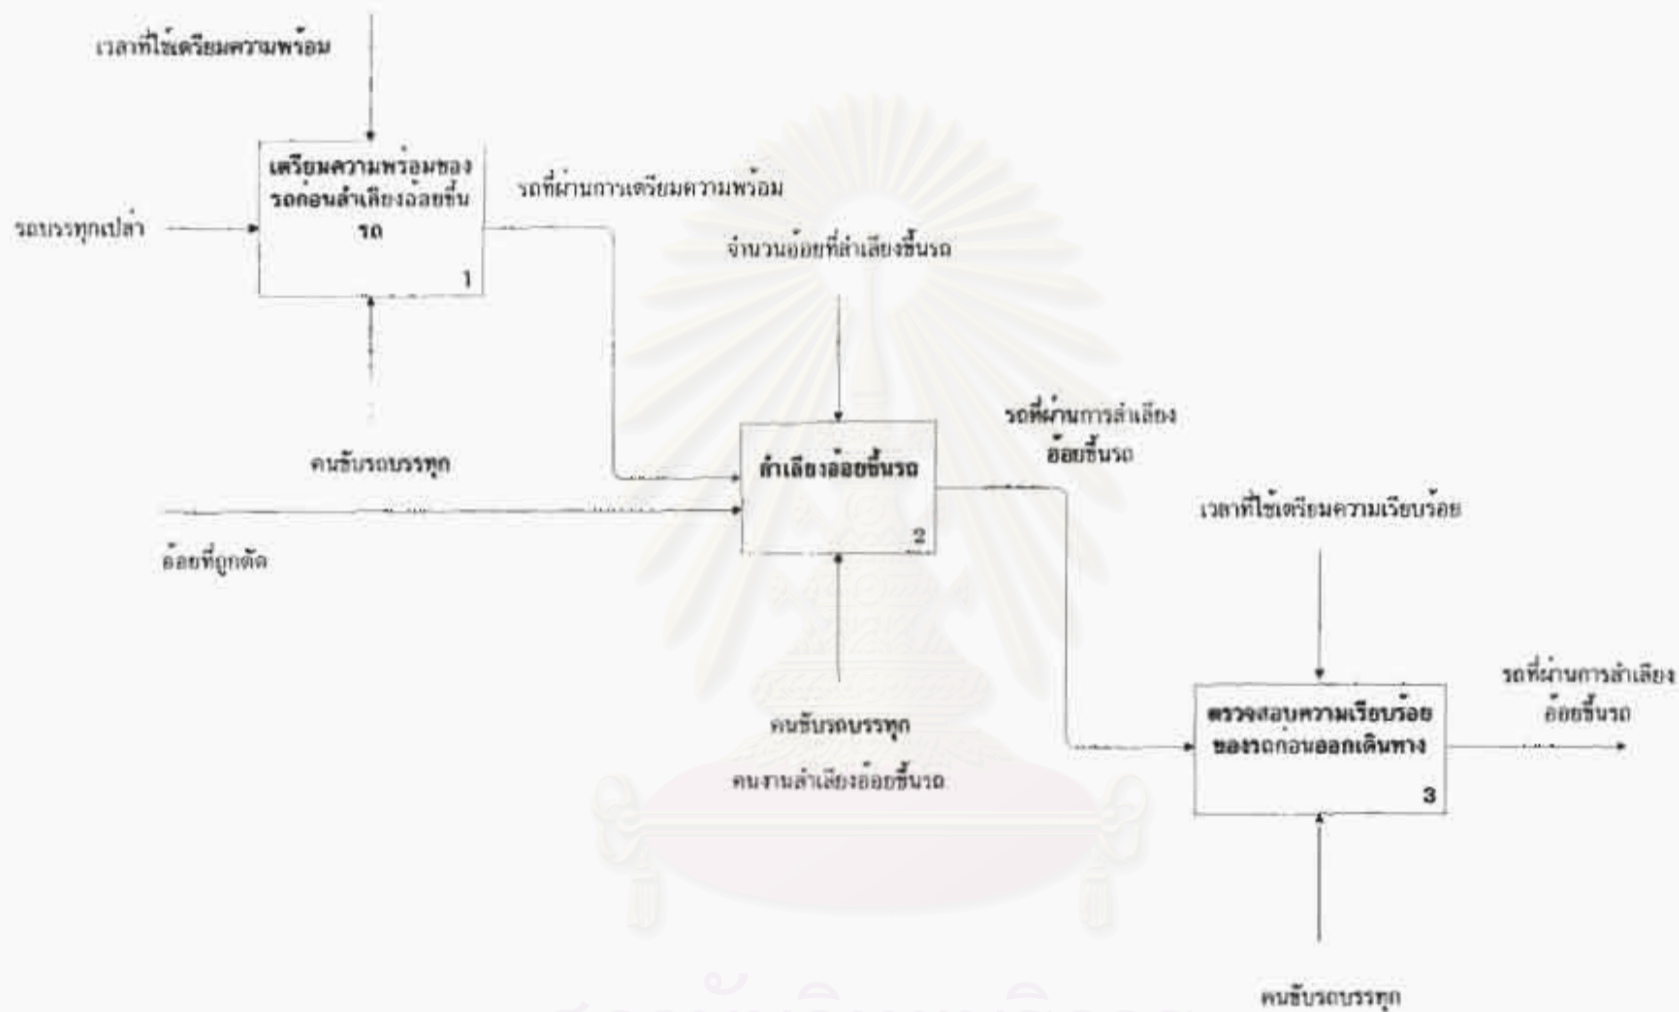 เวลาที่ใช้เตรียมความพร้อม
เตรียมความพร้อมของ
รถก่อนลำเลียงอ้อยขึ้น
รถ
1
รถบรรทุกเปล่า
รถที่ผ่านการเตรียมความพร้อม
จำนวนอ้อยที่ลำเลียงขึ้นรถ
คนขับรถบรรทุก
ลำเลียงอ้อยขึ้นรถ
2
รถที่ผ่านการลำเลียง
อ้อยขึ้นรถ
อ้อยที่ถูกตัด
เวลาที่ใช้เตรียมความเรียบร้อย
คนขับรถบรรทุก
คนงานลำเลียงอ้อยขึ้นรถ
ตรวจสอบความเรียบร้อย
ของรถก่อนออกเดินทาง
3
รถที่ผ่านการลำเลียง
อ้อยขึ้นรถ
คนขับรถบรรทุก